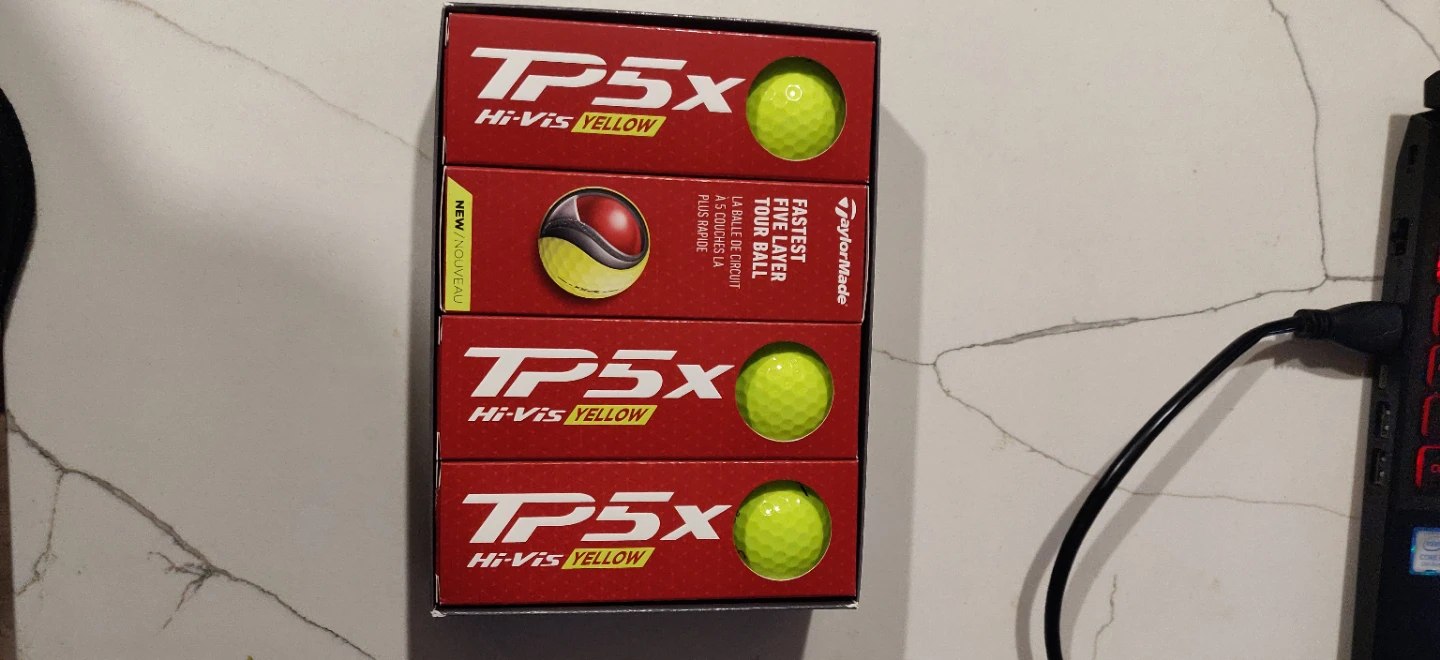 TP5x
Hi-Vis YELLOW
TaylorMade
FASTEST
FIVE LAYER
TOUR BALL
LA BALLE DE CIRCUIT
À 5 COUCHES LA
PLUS RAPIDE
NEW/NOUVEAU
TP5x
Hi-Vis YELLOW
TP5x
Hi-Vis YELLOW